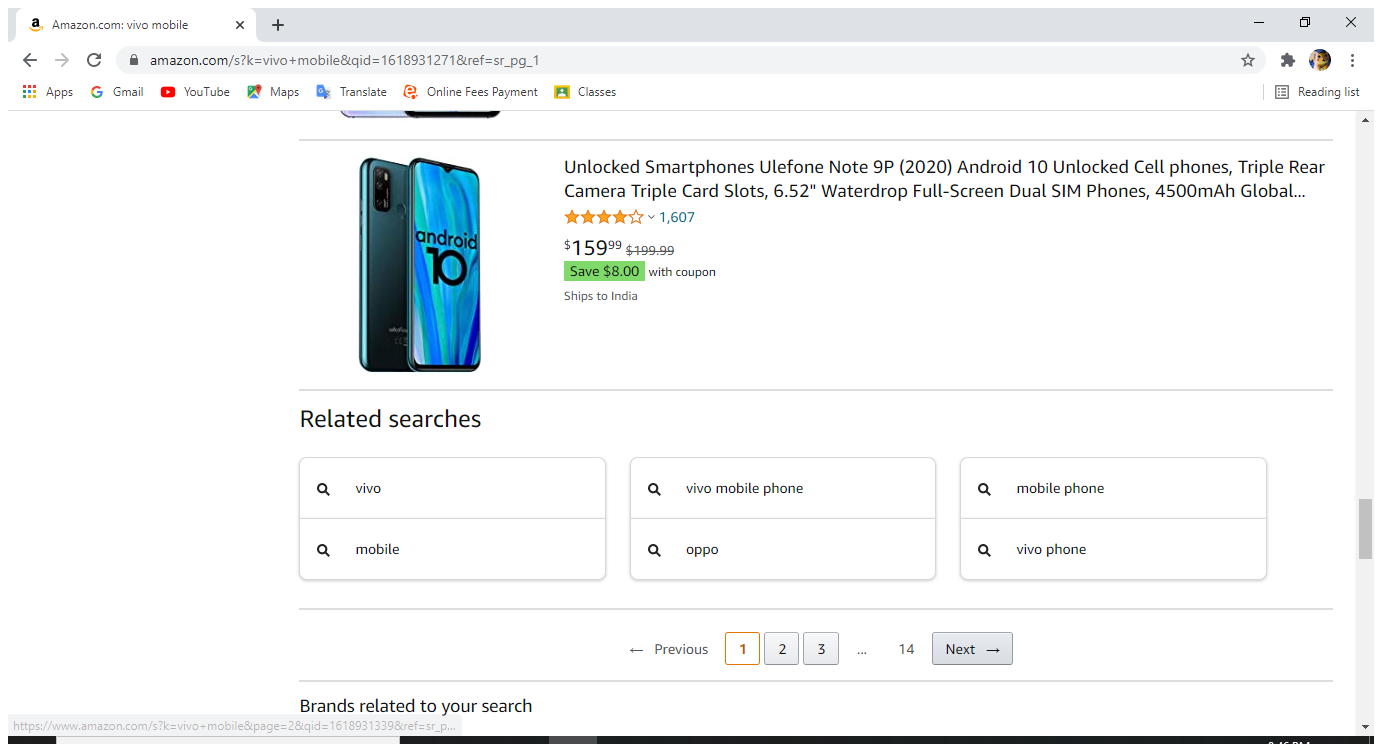 Amazon.com: vivo mobile
amazon.com/s?k=vivo+mobile&qid=1618931271&ref=sr_pg_1
Apps Gmail YouTube Maps Translate Online Fees Payment Classes Reading list
Unlocked Smartphones Ulefone Note 9P (2020) Android 10 Unlocked Cell phones, Triple Rear
Camera Triple Card Slots, 6.52" Waterdrop Full-Screen Dual SIM Phones, 4500mAh Global...
1,607
$159.99 $199.99
Save $8.00 with coupon
Ships to India
android
10
Related searches
vivo vivo mobile phone mobile phone
mobile oppo vivo phone
← Previous 1 2 3 ... 14 Next →
Brands related to your search
https://www.amazon.com/s?k=vivo+mobile&page=2&qid=1618931339&ref=sr_p...